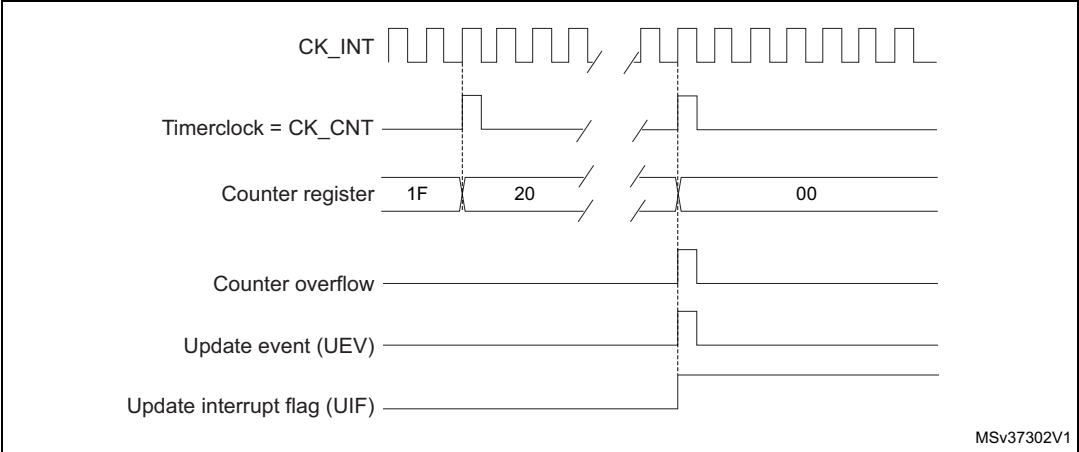 CK_INT
Timerclock = CK_CNT
Counter register 1F 20 00
Counter overflow
Update event (UEV)
Update interrupt flag (UIF)
MSv37302V1